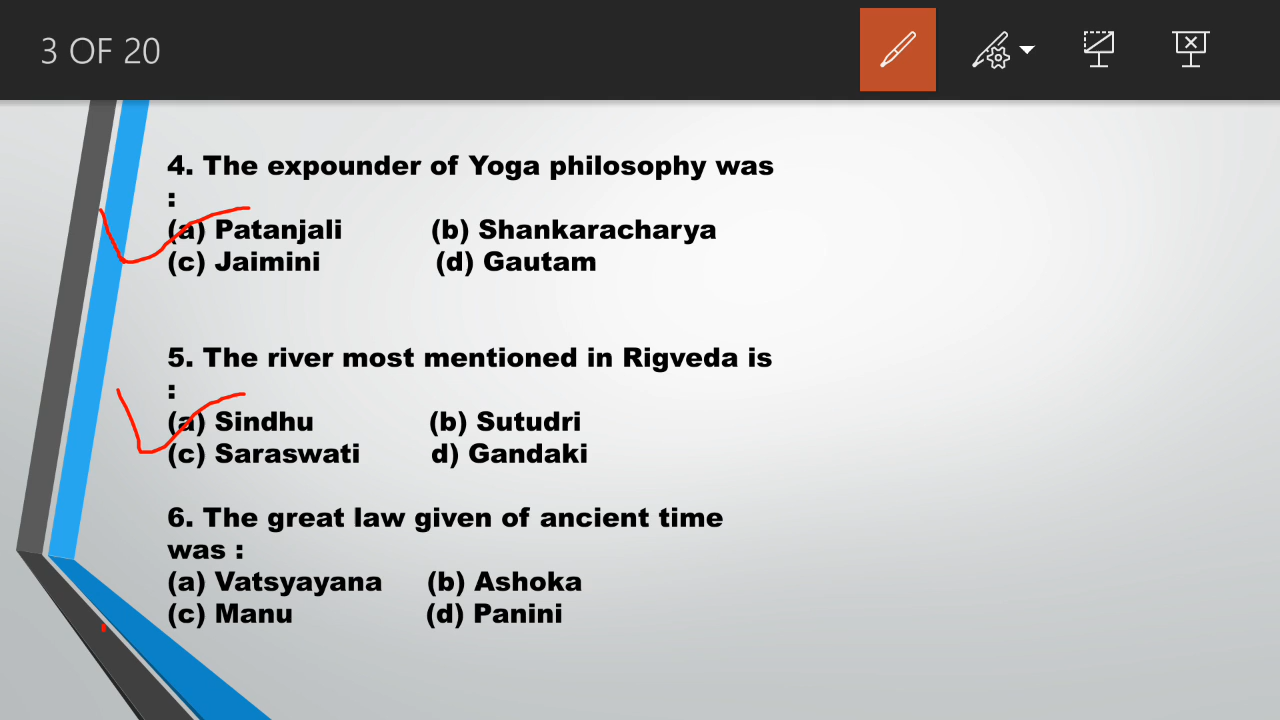 3 OF 20
4. The expounder of Yoga philosophy was
:
(a) Patanjali (b) Shankaracharya
(c) Jaimini (d) Gautam
5. The river most mentioned in Rigveda is
:
(a) Sindhu (b) Sutudri
(c) Saraswati d) Gandaki
6. The great law given of ancient time
was :
(a) Vatsyayana (b) Ashoka
(c) Manu (d) Panini